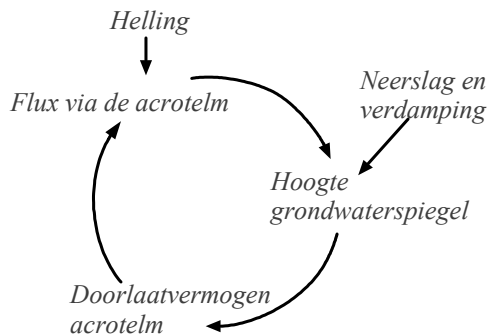 Helling
Flux via de acrotelm
Neerslag en
verdamping
Hoogte
grondwaterspiegel
Doorlaatvermogen
acrotelm